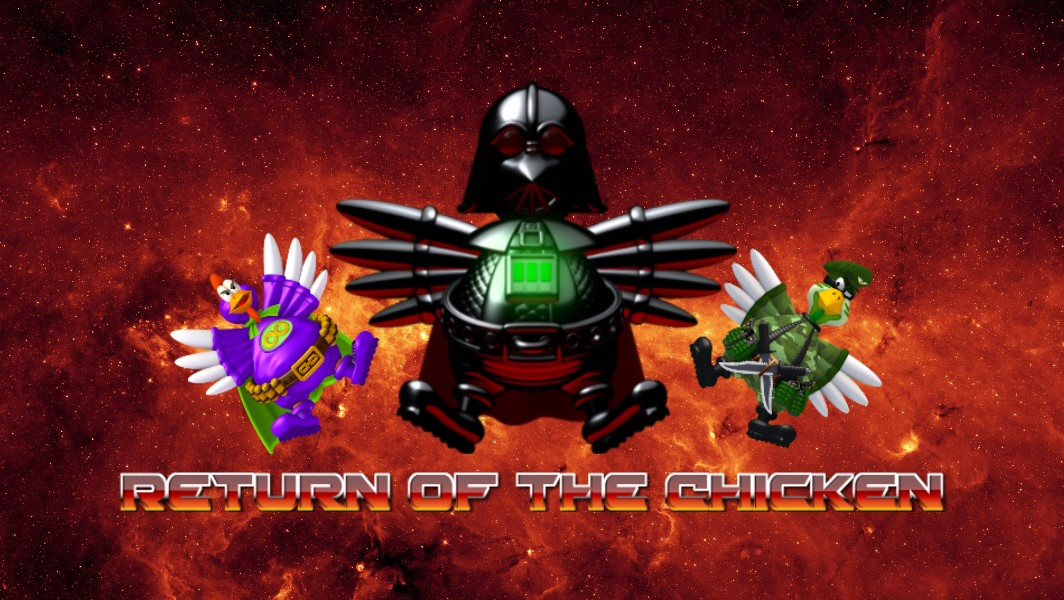 RETURN OF THE CHICKEN